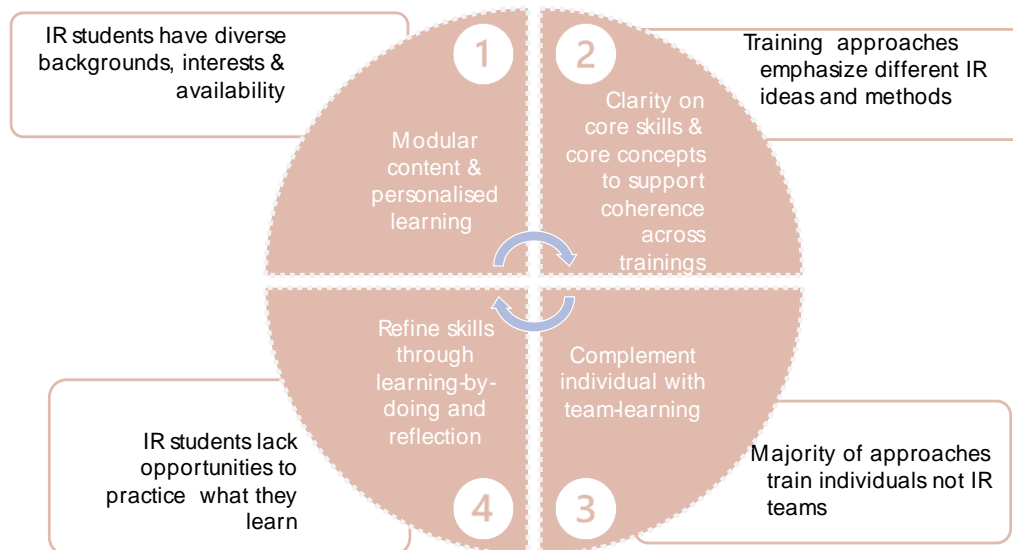 IR students have diverse
backgrounds, interests &
availability
1
Modular
content &
personalised
learning
2
Clarity on
core skills &
core concepts
to support
coherence
across
trainings
Training approaches
emphasize different IR
ideas and methods
Refine skills
through
learning-by-
doing and
reflection
4
IR students lack
opportunities to
practice what they
learn
Complement
individual with
team-learning
3
Majority of approaches
train individuals not IR
teams